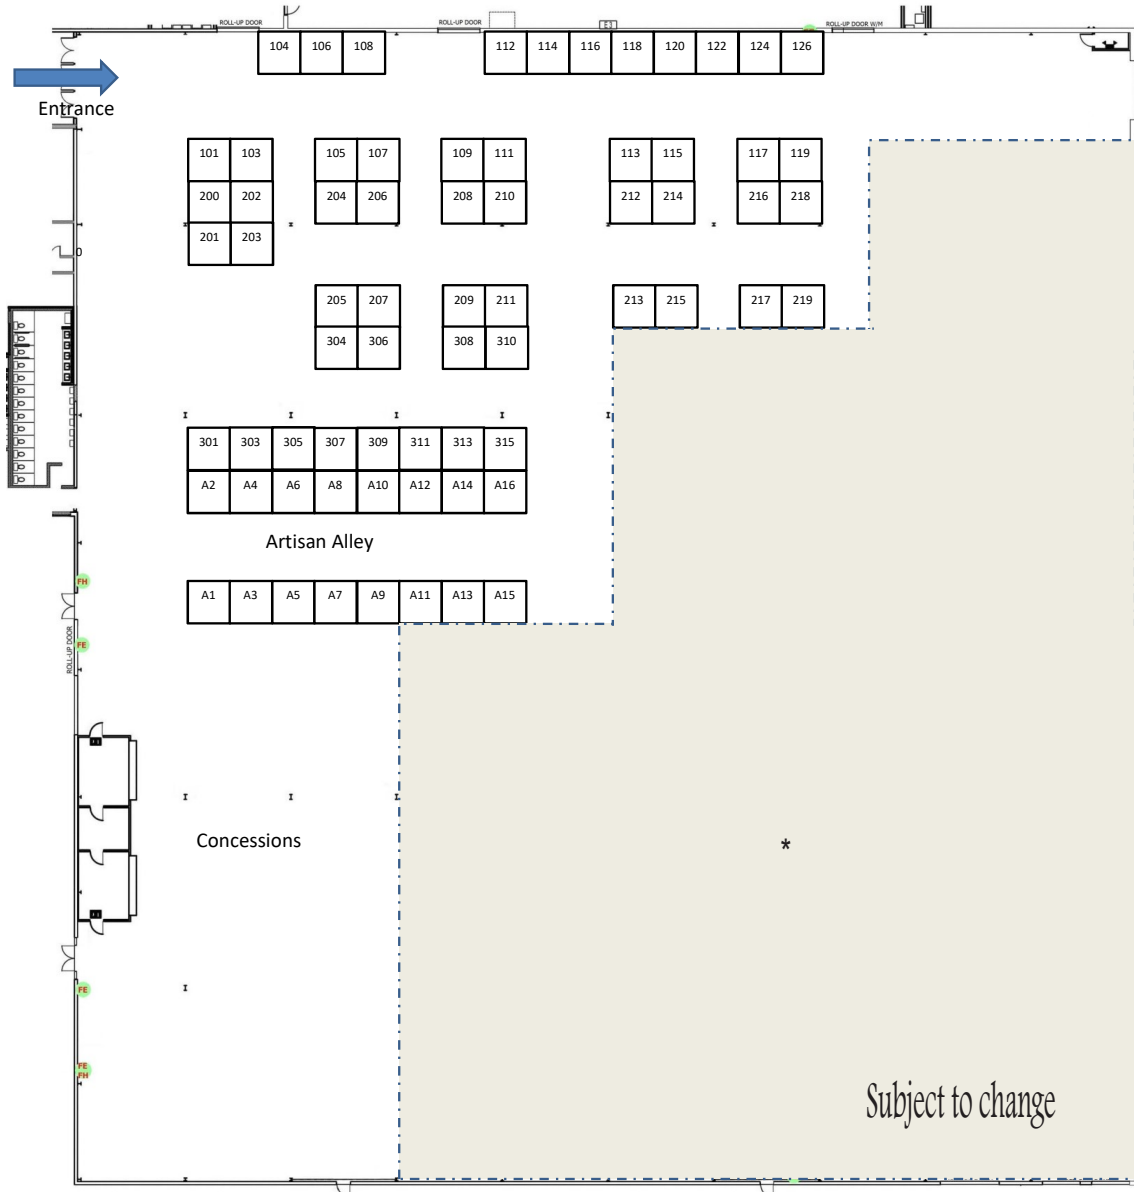 ROLL-UP DOOR
ROLL-UP DOOR
ROLL-UP DOOR W/M
104 106 108
112 114 116 118 120 122 124 126
Entrance
101 103
105 107
109 111
113 115
117 119
200 202
204 206
208 210
212 214
216 218
201 203
205 207
209 211
213 215
217 219
304 306
308 310
301 303 305 307 309 311 313 315
A2 A4 A6 A8 A10 A12 A14 A16
Artisan Alley
FH
A1 A3 A5 A7 A9 A11 A13 A15
ROLL-UP DOOR
FE
Concessions
*
FE
FE
FH
Subject to change